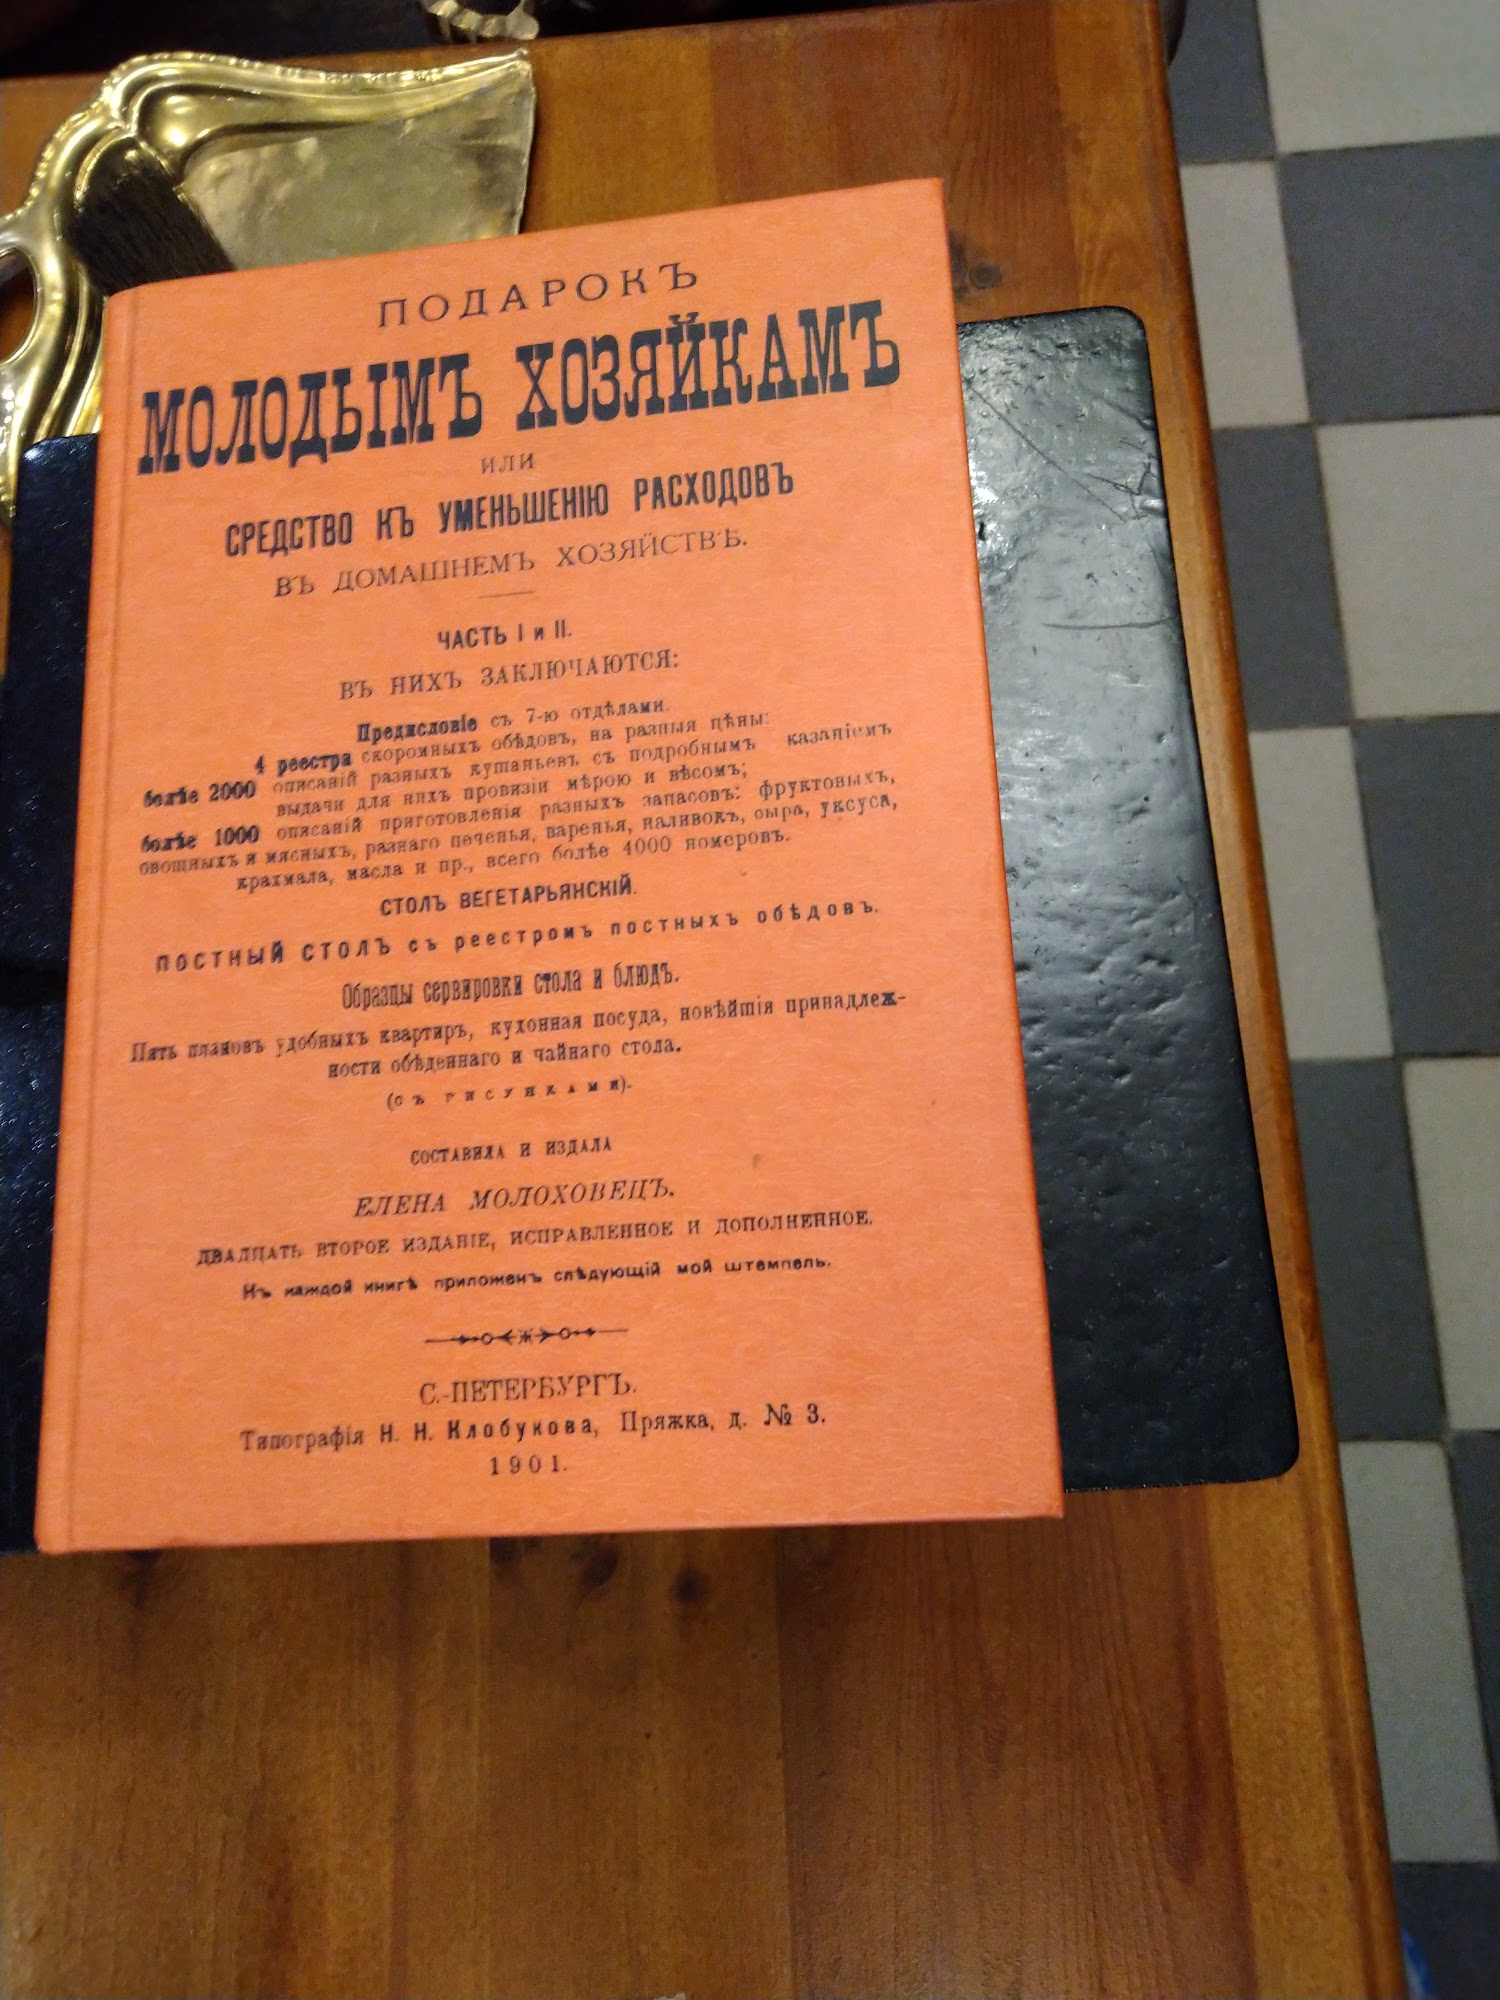 ПОДАРОКЪ
МОЛОДЫМЪ ХОЗЯЙКАМЪ
ИЛИ
СРЕДСТВО КЪ УМЕНЬШЕНІЮ РАСХОДОВЪ
ВЪ ДОМАШНЕМЪ ХОЗЯЙСТВѢ.
ЧАСТЬ I и II.
ВЪ НИХЪ ЗАКЛЮЧАЮТСЯ:
Предисловіе съ 7-ю отдѣлами.
4 реестра скоромныхъ обѣдовъ, на разныя цѣны:
болѣе 2000 описаній разныхъ кушаньевъ съ подробнымъ казаніемъ
выдачи для нихъ провизіи мѣрою и вѣсомъ;
болѣе 1000 описаній приготовленія разныхъ запасовъ: фруктовыхъ,
овощныхъ и мясныхъ, разнаго печенья, варенья, наливокъ, сыра, уксуса,
крахмала, масла и пр., всего болѣе 4000 номеровъ.
СТОЛЪ ВЕГЕТАРЬЯНСКІЙ.
ПОСТНЫЙ СТОЛЪ съ реестромъ постныхъ обѣдовъ.
Образцы сервировки стола и блюдъ.
Пять плановъ удобныхъ квартиръ, кухонная посуда, новѣйшія принадлеж-
ности обѣденнаго и чайнаго стола.
(съ рисунками).
СОСТАВИЛА И ИЗДАЛА
ЕЛЕНА МОЛОХОВЕЦЪ.
ДВАДЦАТЬ ВТОРОЕ ИЗДАНІЕ, ИСПРАВЛЕННОЕ И ДОПОЛНЕННОЕ.
Къ каждой книгѣ приложенъ слѣдующій мой штемпель.
С.-ПЕТЕРБУРГЪ.
Типографія Н. Н. Клобукова, Пряжка, д. № 3.
1901.